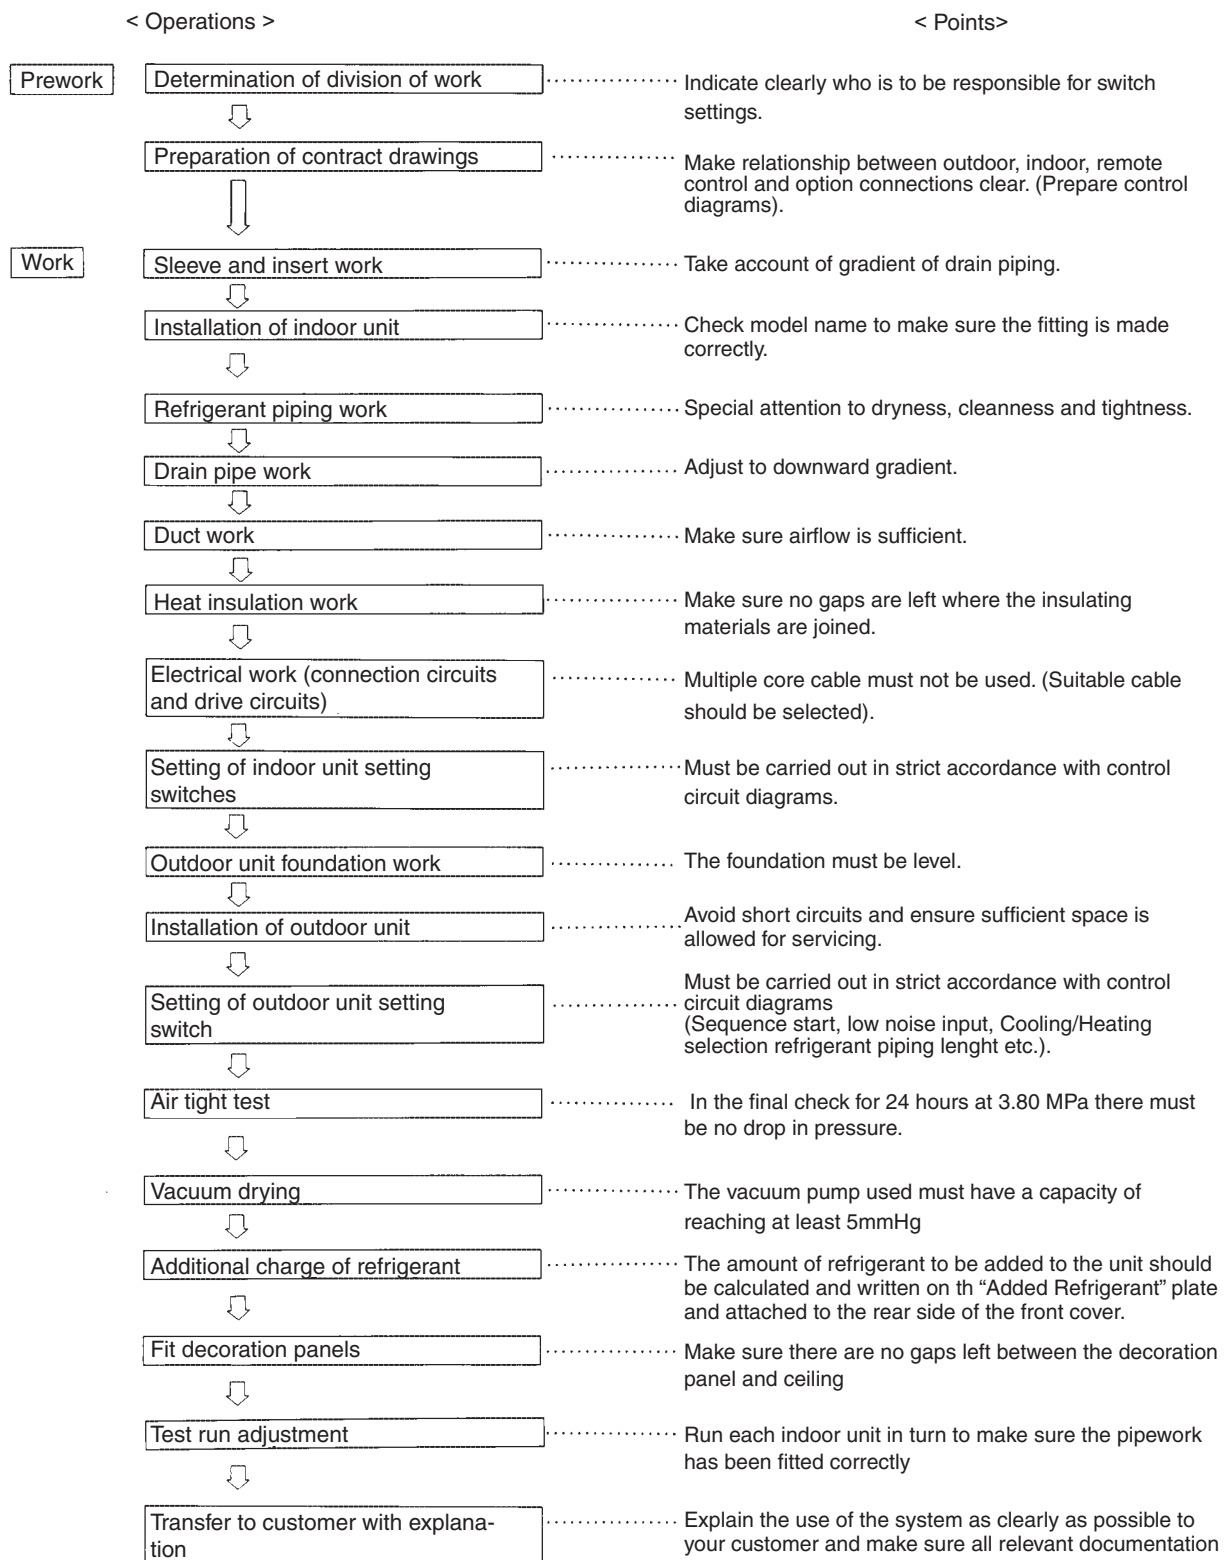 < Operations >
< Points>
Prework
Determination of division of work
Indicate clearly who is to be responsible for switch
settings.
Preparation of contract drawings
Make relationship between outdoor, indoor, remote
control and option connections clear. (Prepare control
diagrams).
Work
Sleeve and insert work
Take account of gradient of drain piping.
Installation of indoor unit
Check model name to make sure the fitting is made
correctly.
Refrigerant piping work
Special attention to dryness, cleanness and tightness.
Drain pipe work
Adjust to downward gradient.
Duct work
Make sure airflow is sufficient.
Heat insulation work
Make sure no gaps are left where the insulating
materials are joined.
Electrical work (connection circuits
and drive circuits)
Multiple core cable must not be used. (Suitable cable
should be selected).
Setting of indoor unit setting
switches
Must be carried out in strict accordance with control
circuit diagrams.
Outdoor unit foundation work
The foundation must be level.
Installation of outdoor unit
Avoid short circuits and ensure sufficient space is
allowed for servicing.
Setting of outdoor unit setting
switch
Must be carried out in strict accordance with control
circuit diagrams
(Sequence start, low noise input, Cooling/Heating
selection refrigerant piping lenght etc.).
Air tight test
In the final check for 24 hours at 3.80 MPa there must
be no drop in pressure.
Vacuum drying
The vacuum pump used must have a capacity of
reaching at least 5mmHg
Additional charge of refrigerant
The amount of refrigerant to be added to the unit should
be calculated and written on th “Added Refrigerant” plate
and attached to the rear side of the front cover.
Fit decoration panels
Make sure there are no gaps left between the decoration
panel and ceiling
Test run adjustment
Run each indoor unit in turn to make sure the pipework
has been fitted correctly
Transfer to customer with explana-
tion
Explain the use of the system as clearly as possible to
your customer and make sure all relevant documentation